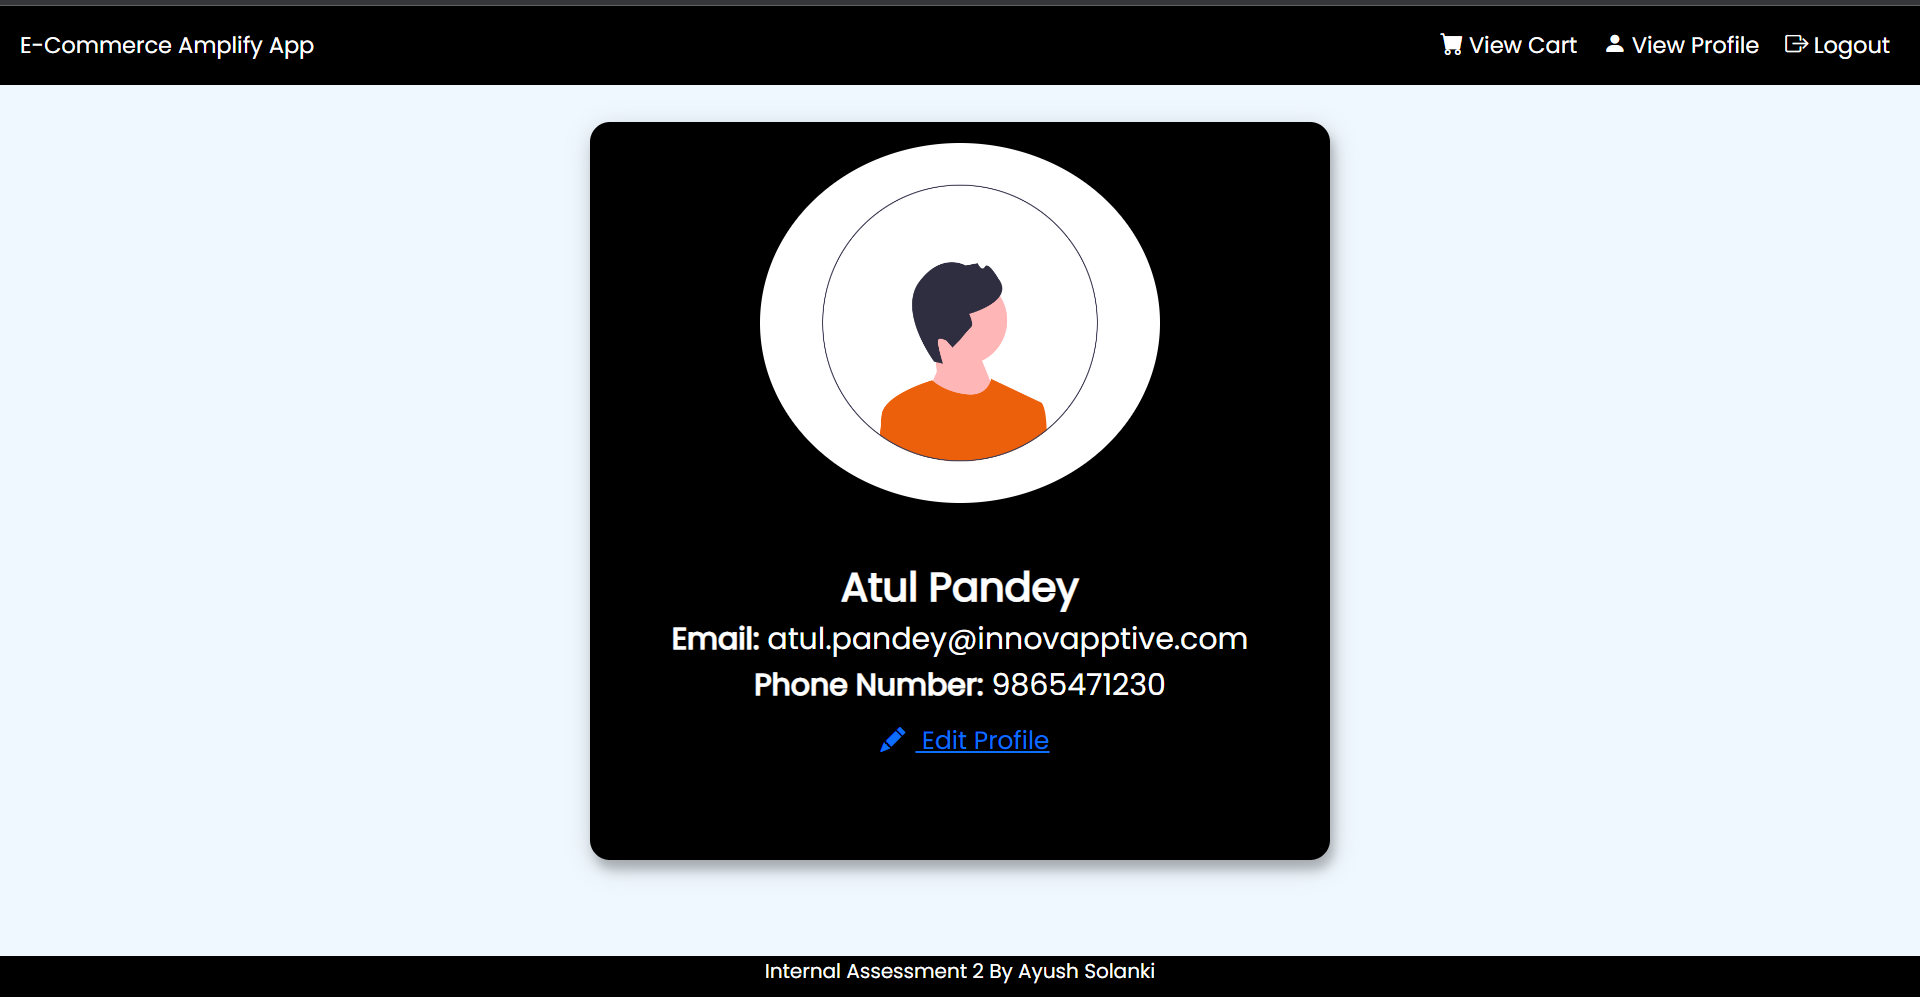 E-Commerce Amplify App
View Cart
View Profile
Logout
Atul Pandey
Email: atul.pandey@innovapptive.com
Phone Number: 9865471230
Edit Profile
Internal Assessment 2 By Ayush Solanki